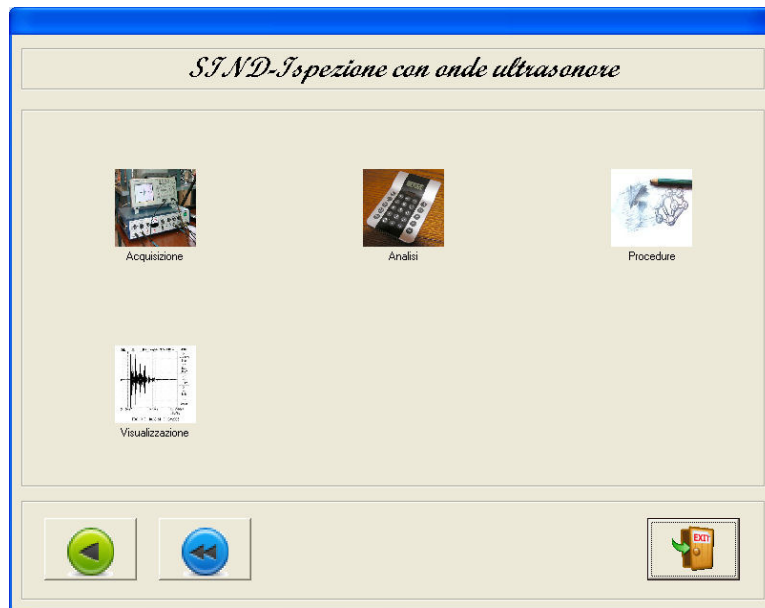 SIND-Ispezione con onde ultrasonore
Acquisizione
Analisi
Procedure
Visualizzazione
EXIT